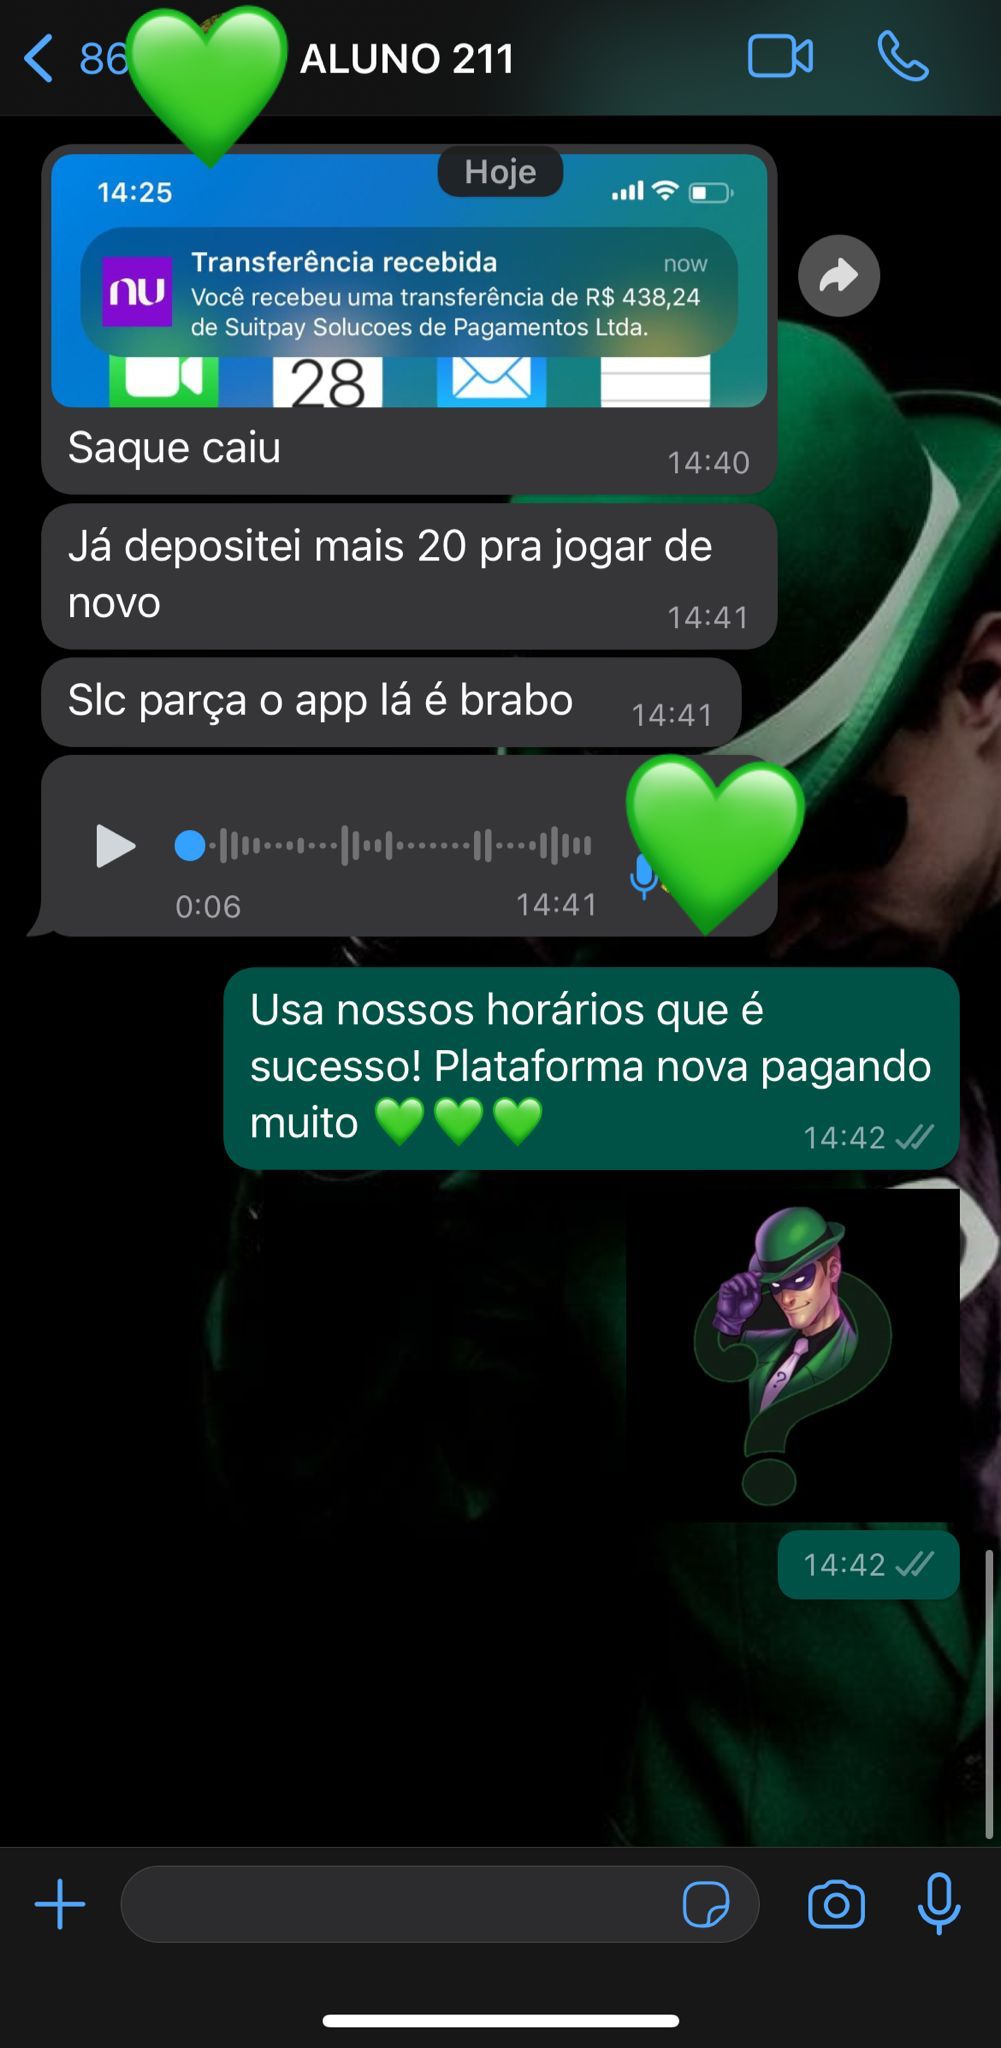 86
ALUNO 211
Hoje
14:25
nu
Transferência recebida
now
Você recebeu uma transferência de R$ 438,24
de Suitpay Solucoes de Pagamentos Ltda.
28
Saque caiu
14:40
Já depositei mais 20 pra jogar de
novo
14:41
Slc parça o app lá é brabo
14:41
0:06
14:41
Usa nossos horários que é
sucesso! Plataforma nova pagando
muito 💚💚💚
14:42
?
14:42